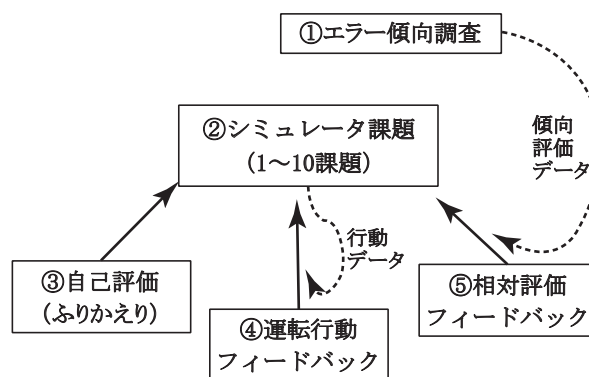 ①エラー傾向調査
②シミュレータ課題
(1～10課題)
傾向
評価
データ
行動
データ
③自己評価
(ふりかえり)
④運転行動
フィードバック
⑤相対評価
フィードバック